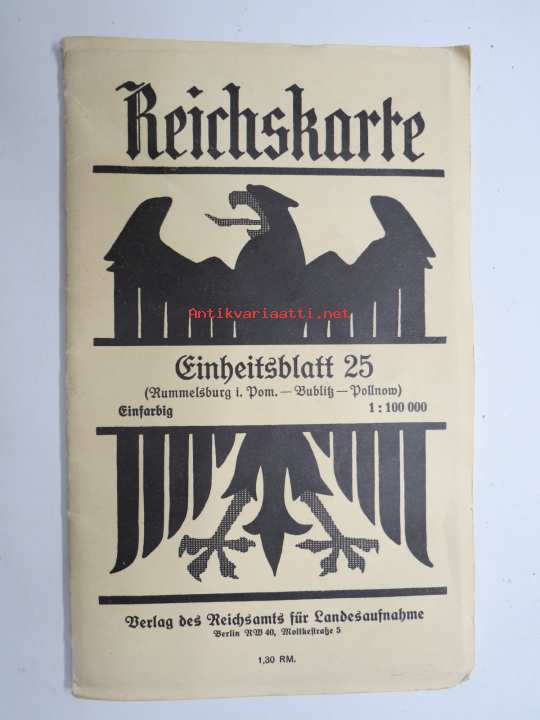 Reichskarte
Antikvariaatti.net
Einheitsblatt 25
(Rummelsburg i. Pom. — Bublitz — Pollnow)
Einfarbig 1 : 100 000
Verlag des Reichsamts für Landesaufnahme
Berlin NW 40, Moltkestraße 5
1,30 RM.